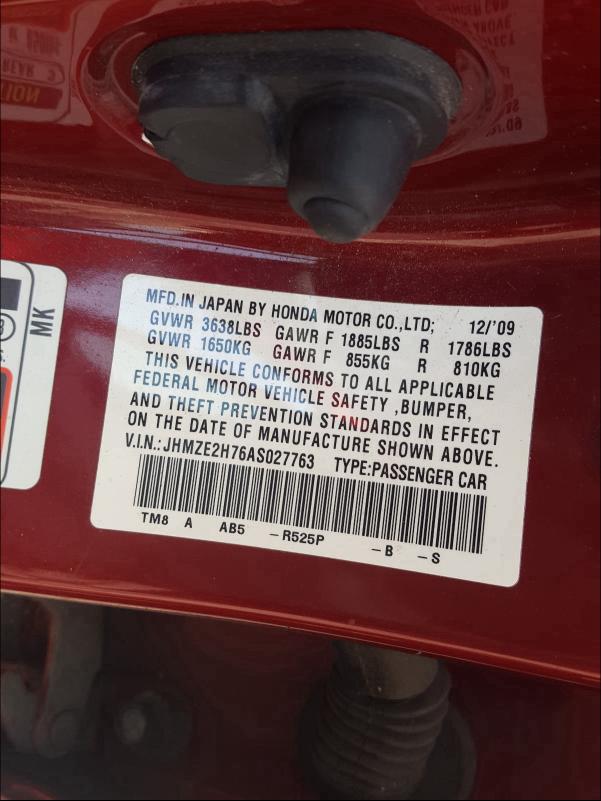 MFD.IN JAPAN BY HONDA MOTOR CO.,LTD; 12/'09
GVWR 3638LBS GAWR F 1885LBS R 1786LBS
GVWR 1650KG GAWR F 855KG R 810KG
THIS VEHICLE CONFORMS TO ALL APPLICABLE
FEDERAL MOTOR VEHICLE SAFETY ,BUMPER,
AND THEFT PREVENTION STANDARDS IN EFFECT
ON THE DATE OF MANUFACTURE SHOWN ABOVE.
V.I.N.: JHMZE2H76AS027763 TYPE:PASSENGER CAR
TM8 A AB5 -R525P -B -S
MK